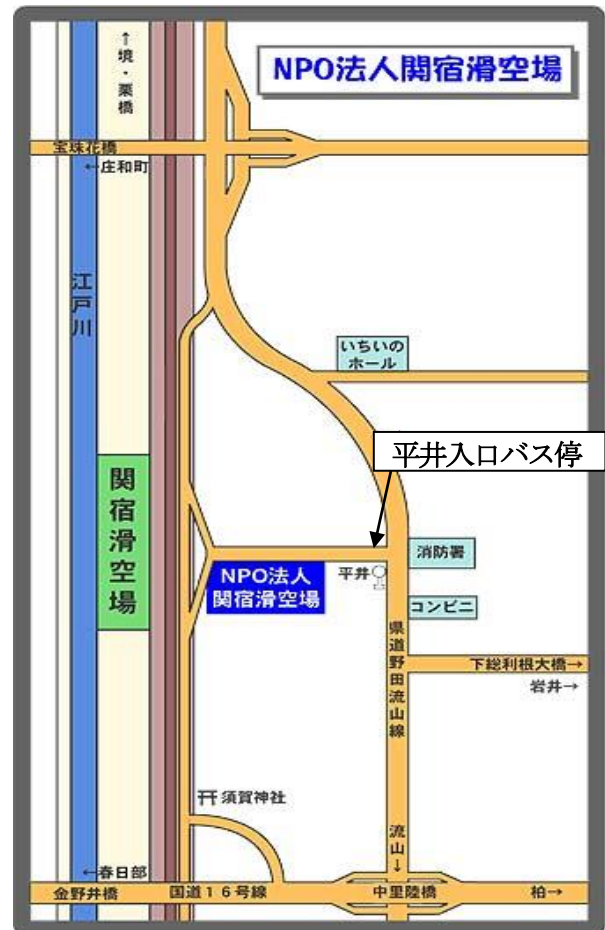 NPO法人関宿滑空場
↑境・栗橋
宝珠花橋
←庄和町
江戸川
いちいの
ホール
平井入口バス停
関宿滑空場
消防署
平井
NPO法人
関宿滑空場
コンビニ
県道野田流山線
下総利根大橋→
岩井→
須賀神社
流山↓
←春日部
金野井橋
国道16号線
中里陸橋
柏→